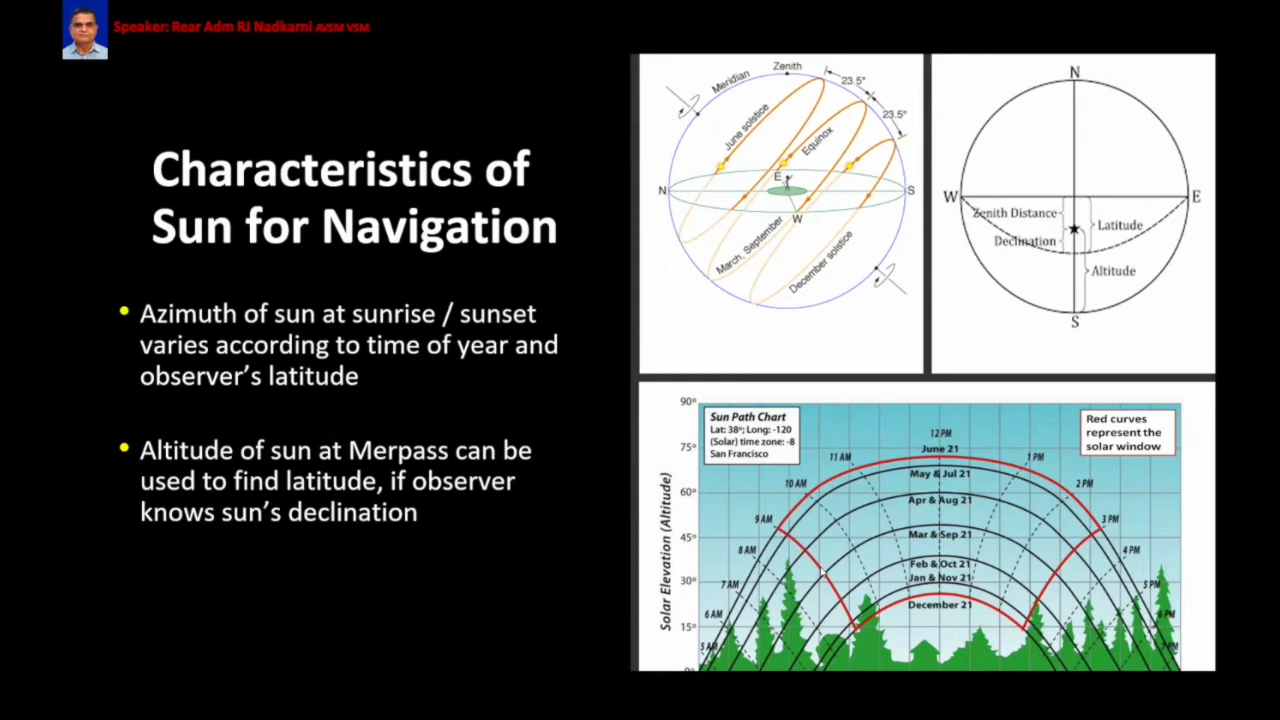 Speaker: Rear Adm RJ Nadkarni AVSM VSM
Characteristics of
Sun for Navigation
Azimuth of sun at sunrise / sunset
varies according to time of year and
observer's latitude
Altitude of sun at Merpass can be
used to find latitude, if observer
knows sun's declination
Zenith
Meridian
23.5°
23.5°
June solstice
Equinox
E
N
S
W
March, September
December solstice
N
W
E
Zenith Distance
Latitude
Declination
Altitude
S
90°
75°
60°
45°
30°
15°
0°
Solar Elevation (Altitude)
Sun Path Chart
Lat: 38°; Long: -120
(Solar) time zone: -8
San Francisco
Red curves
represent the
solar window
12 PM
June 21
11 AM
1 PM
May & Jul 21
10 AM
2 PM
Apr & Aug 21
9 AM
3 PM
Mar & Sep 21
8 AM
4 PM
Feb & Oct 21
Jan & Nov 21
7 AM
5 PM
December 21
6 AM
6 PM
5 AM
7 PM